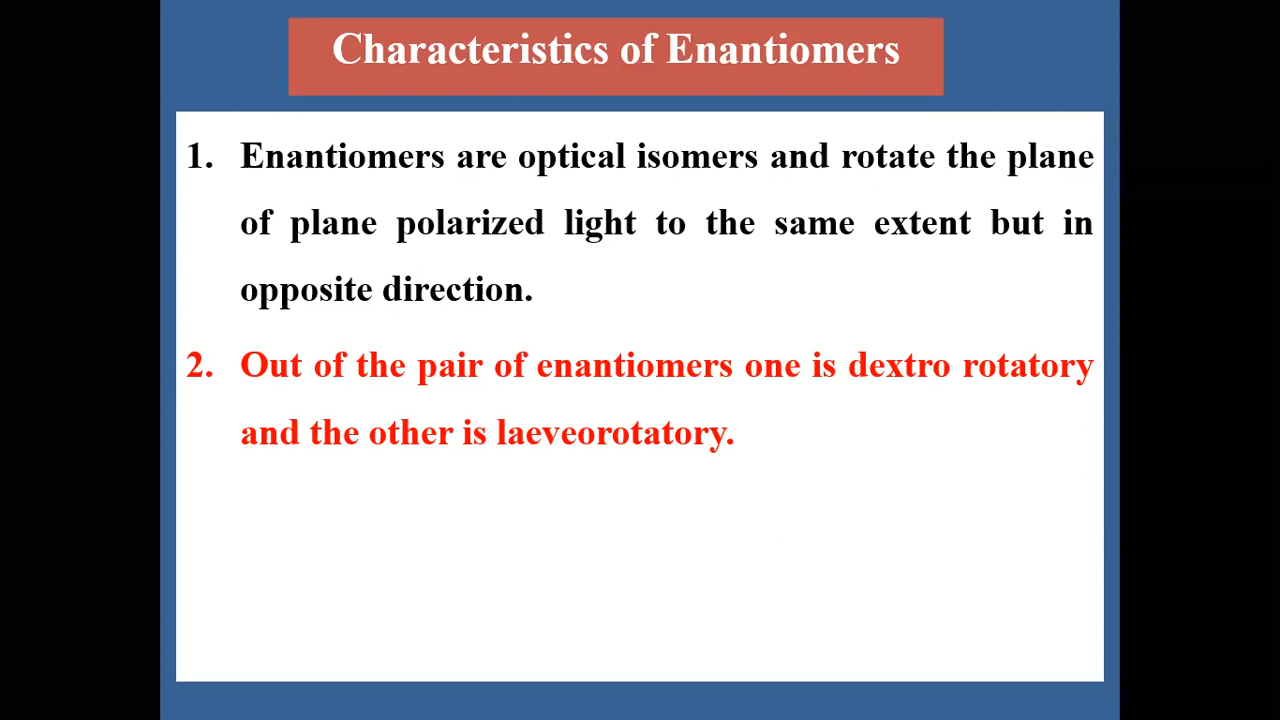 Characteristics of Enantiomers
1. Enantiomers are optical isomers and rotate the plane
of plane polarized light to the same extent but in
opposite direction.
2. Out of the pair of enantiomers one is dextro rotatory
and the other is laeveorotatory.